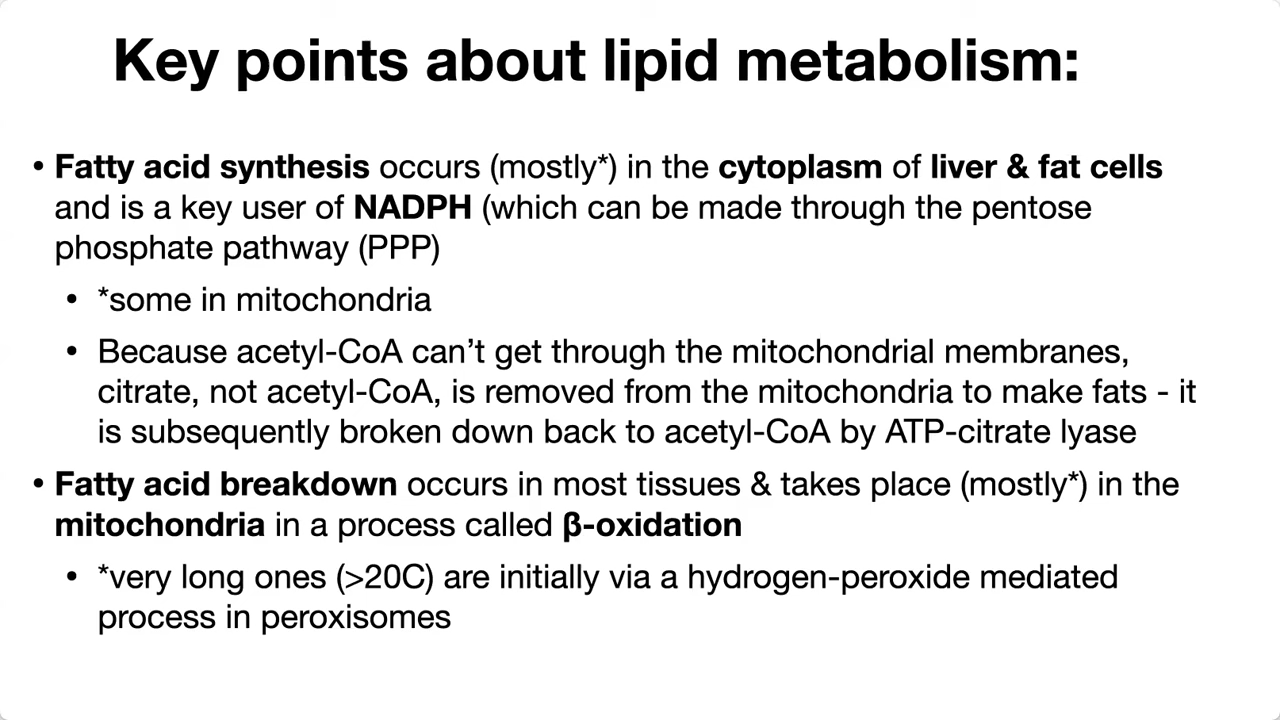 Key points about lipid metabolism:
• Fatty acid synthesis occurs (mostly*) in the cytoplasm of liver & fat cells
and is a key user of NADPH (which can be made through the pentose
phosphate pathway (PPP)
• *some in mitochondria
• Because acetyl-CoA can’t get through the mitochondrial membranes,
citrate, not acetyl-CoA, is removed from the mitochondria to make fats - it
is subsequently broken down back to acetyl-CoA by ATP-citrate lyase
• Fatty acid breakdown occurs in most tissues & takes place (mostly*) in the
mitochondria in a process called β-oxidation
• *very long ones (>20C) are initially via a hydrogen-peroxide mediated
process in peroxisomes